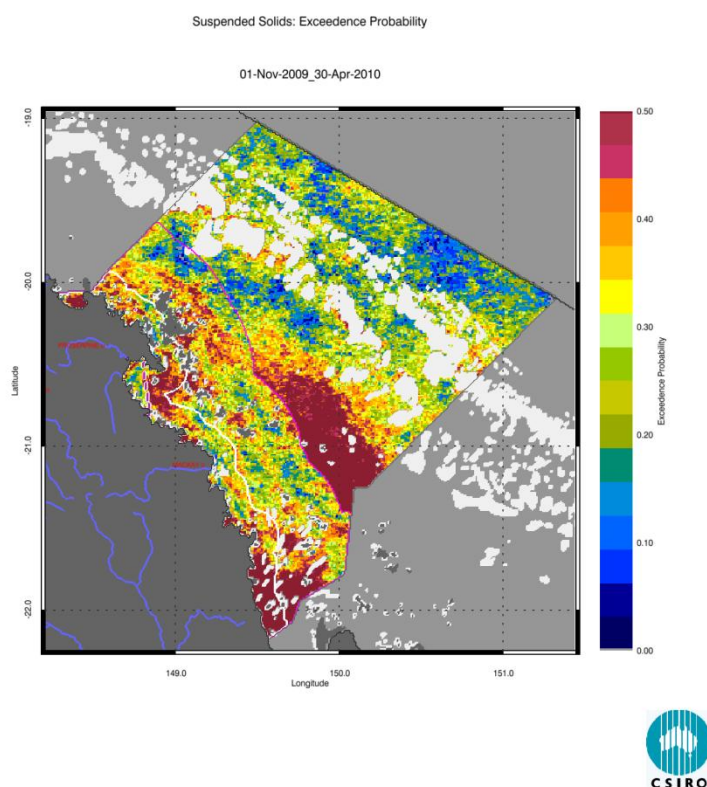 Suspended Solids: Exceedence Probability
01-Nov-2009_30-Apr-2010
-19.0
-20.0
-21.0
-22.0
Latitude
149.0
150.0
151.0
Longitude
0.50
0.40
0.30
0.20
0.10
0.00
Exceedence Probability
CSIRO